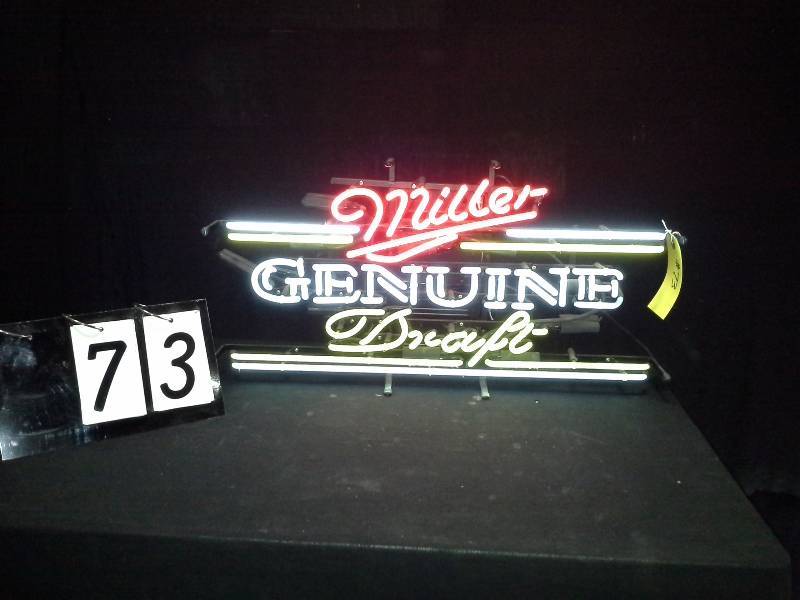 Miller
GENUINE
Draft
73